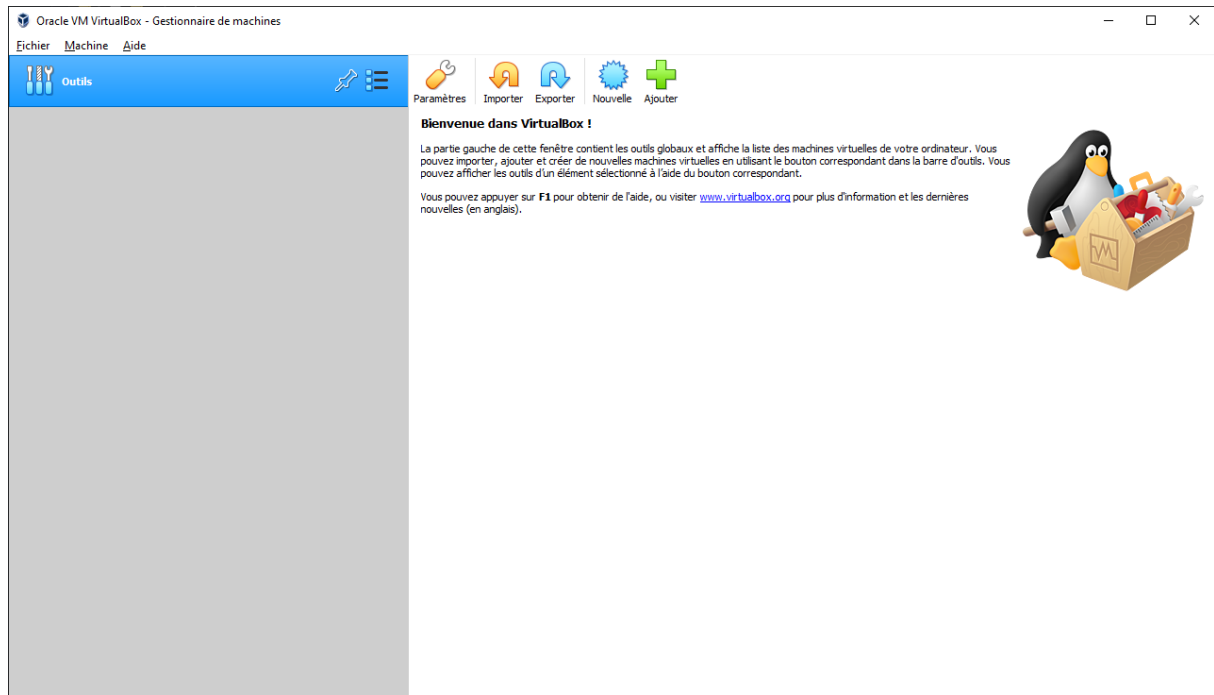 Oracle VM VirtualBox - Gestionnaire de machines
Fichier Machine Aide
Outils
Paramètres Importer Exporter Nouvelle Ajouter
Bienvenue dans VirtualBox !
La partie gauche de cette fenêtre contient les outils globaux et affiche la liste des machines virtuelles de votre ordinateur. Vous
pouvez importer, ajouter et créer de nouvelles machines virtuelles en utilisant le bouton correspondant dans la barre d'outils. Vous
pouvez afficher les outils d'un élément sélectionné à l'aide du bouton correspondant.
Vous pouvez appuyer sur F1 pour obtenir de l'aide, ou visiter www.virtualbox.org pour plus d'information et les dernières
nouvelles (en anglais).